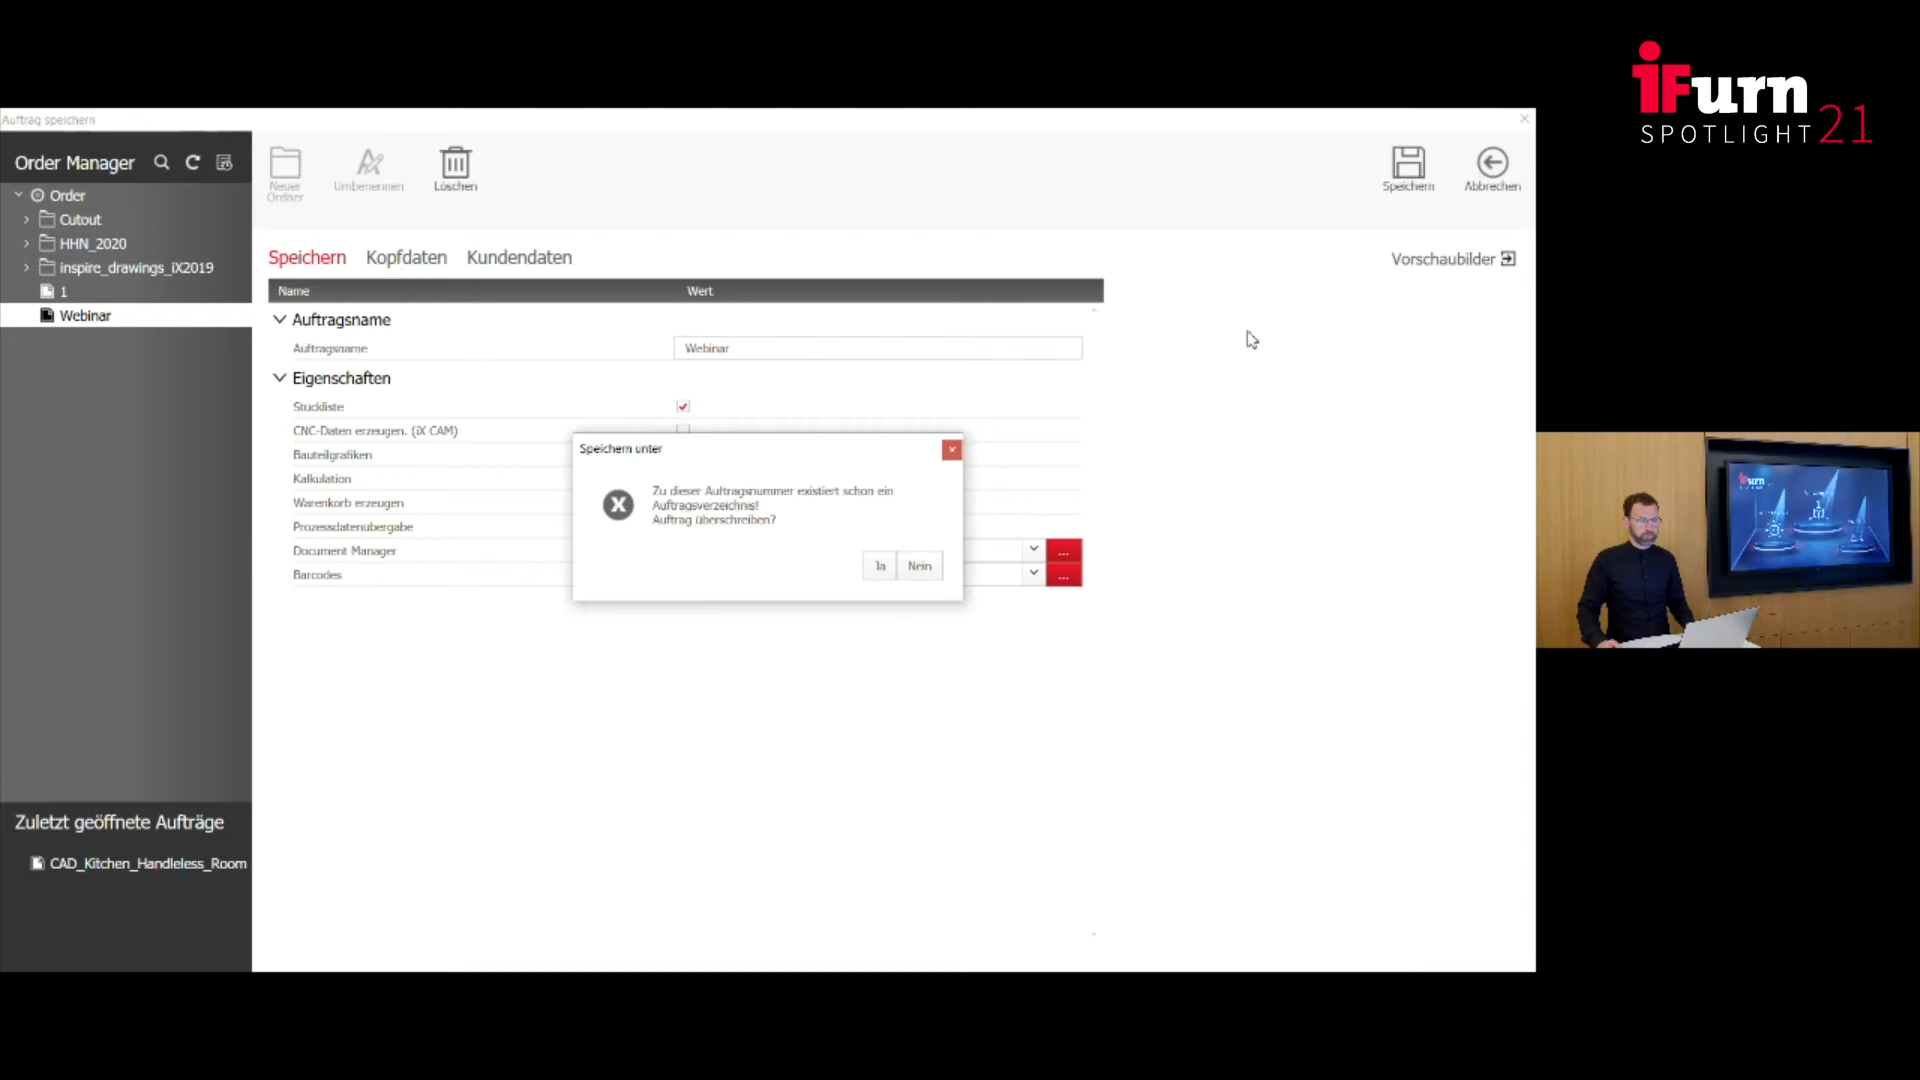 iFurn
SPOTLIGHT 21
Auftrag speichern
Order Manager
Order
Cutout
HHN_2020
inspire_drawings_iX2019
1
Webinar
Zuletzt geöffnete Aufträge
CAD_Kitchen_Handleless_Room
Neuer
Ordner
Umbenennen
Löschen
Speichern
Abbrechen
Speichern Kopfdaten Kundendaten
Vorschaubilder
Name Wert
Auftragsname
Auftragsname Webinar
Eigenschaften
Stückliste
CNC-Daten erzeugen. (iX CAM)
Bauteilgrafiken
Kalkulation
Warenkorb erzeugen
Prozessdatenübergabe
Document Manager ...
Barcodes ...
Speichern unter
Zu dieser Auftragsnummer existiert schon ein
Auftragsverzeichnis!
Auftrag überschreiben?
Ja Nein